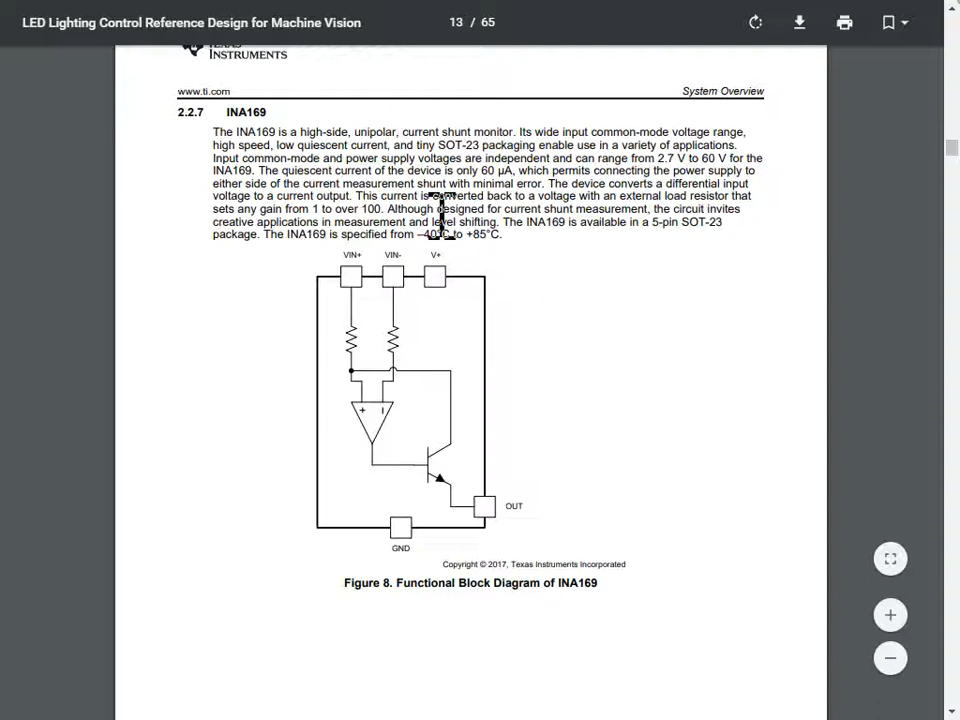 LED Lighting Control Reference Design for Machine Vision
13 / 65
INSTRUMENTS
www.ti.com
System Overview
2.2.7 INA169
The INA169 is a high-side, unipolar, current shunt monitor. Its wide input common-mode voltage range,
high speed, low quiescent current, and tiny SOT-23 packaging enable use in a variety of applications.
Input common-mode and power supply voltages are independent and can range from 2.7 V to 60 V for the
INA169. The quiescent current of the device is only 60 µA, which permits connecting the power supply to
either side of the current measurement shunt with minimal error. The device converts a differential input
voltage to a current output. This current is converted back to a voltage with an external load resistor that
sets any gain from 1 to over 100. Although designed for current shunt measurement, the circuit invites
creative applications in measurement and level shifting. The INA169 is available in a 5-pin SOT-23
package. The INA169 is specified from –40°C to +85°C.
VIN+ VIN- V+
+ -
OUT
GND
Copyright © 2017, Texas Instruments Incorporated
Figure 8. Functional Block Diagram of INA169